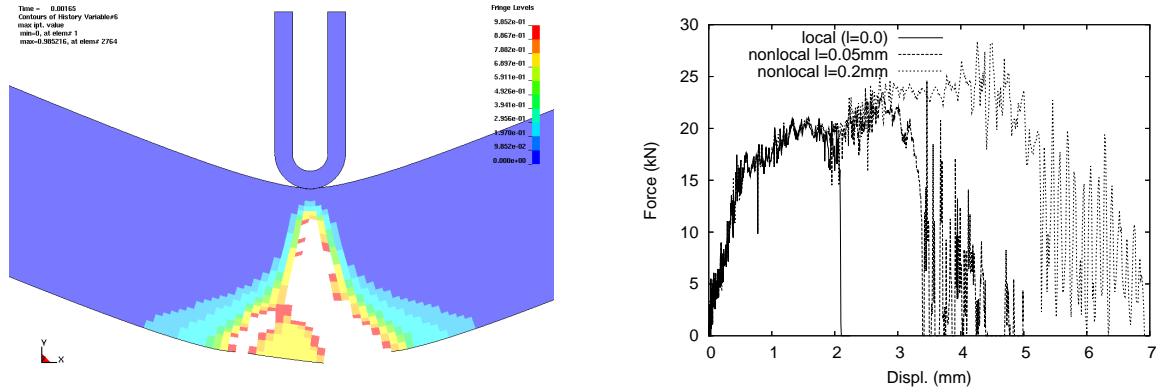 Time = 0.00165
Contours of History Variable#6
max ipt. value
min=0, at elem# 1
max=0.985216, at elem# 2764
Fringe Levels
9.852e-01
8.867e-01
7.882e-01
6.897e-01
5.911e-01
4.926e-01
3.941e-01
2.956e-01
1.970e-01
9.852e-02
0.000e+00
Y
X
30
25
20
15
10
5
0
Force (kN)
local (l=0.0)
nonlocal l=0.05mm
nonlocal l=0.2mm
0 1 2 3 4 5 6 7
Displ. (mm)